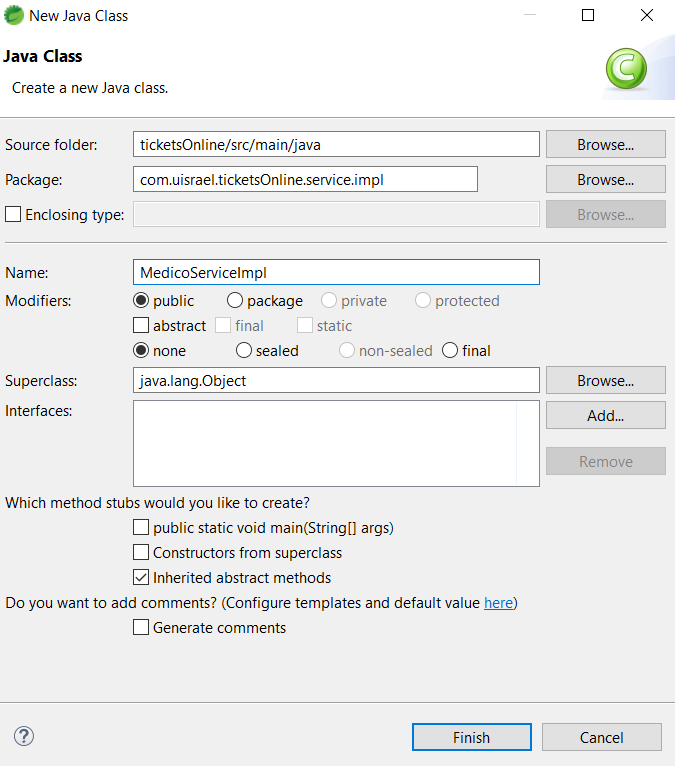 New Java Class
Java Class
Create a new Java class.
Source folder: ticketsOnline/src/main/java Browse...
Package: com.uisrael.ticketsOnline.service.impl Browse...
Enclosing type: Browse...
Name: MedicoServiceImpl
Modifiers: public package private protected
abstract final static
none sealed non-sealed final
Superclass: java.lang.Object Browse...
Interfaces: Add...
Remove
Which method stubs would you like to create?
public static void main(String[] args)
Constructors from superclass
Inherited abstract methods
Do you want to add comments? (Configure templates and default value here)
Generate comments
? Finish Cancel